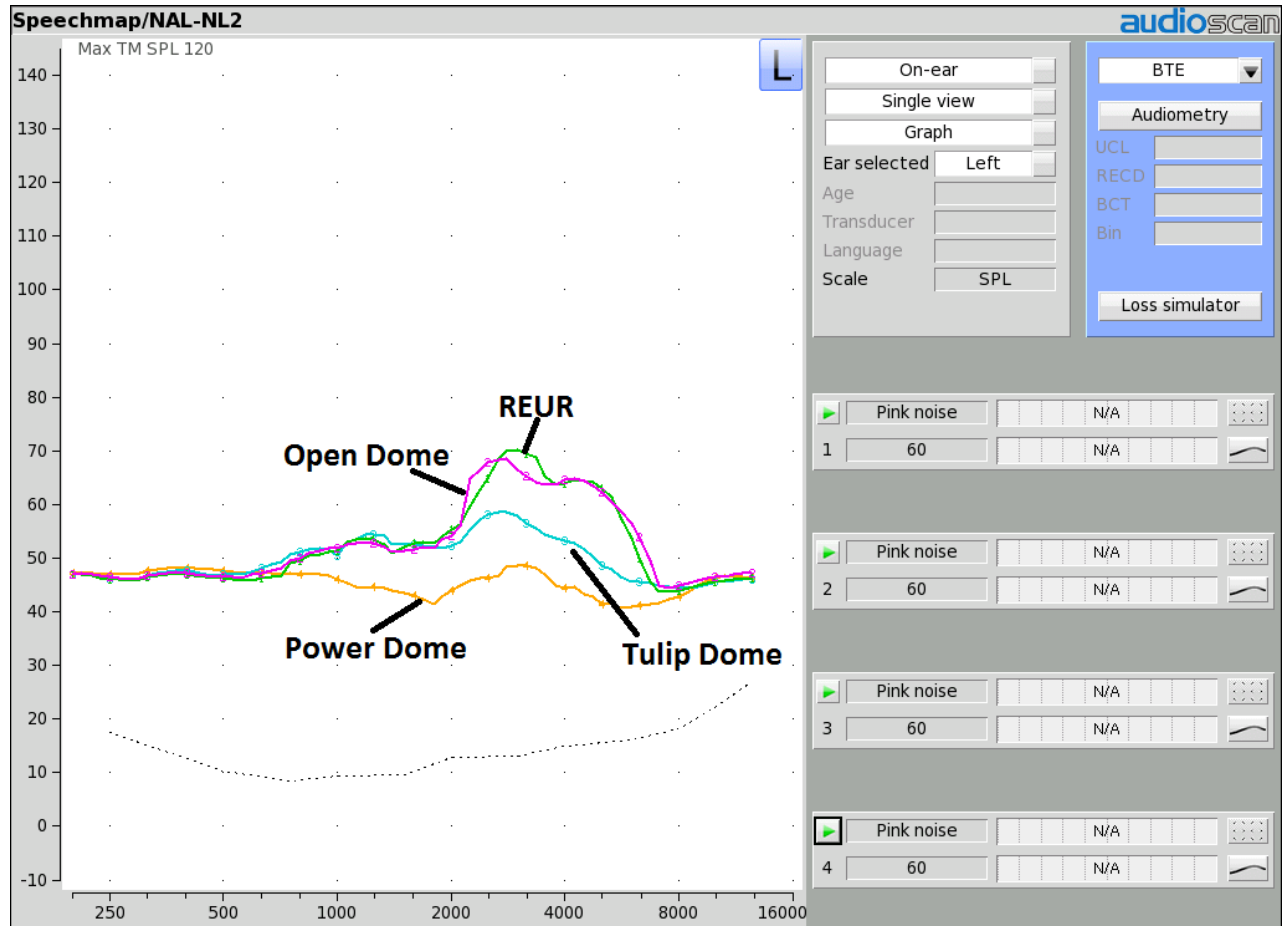 Speechmap/NAL-NL2
audioscan
Max TM SPL 120
L
140
130
120
110
100
90
80
70
60
50
40
30
20
10
0
-10
250 500 1000 2000 4000 8000 16000
REUR
Open Dome
Power Dome
Tulip Dome
On-ear
Single view
Graph
Ear selected Left
Age
Transducer
Language
Scale SPL
BTE
Audiometry
UCL
RECD
BCT
Bin
Loss simulator
Pink noise N/A
1 60 N/A
Pink noise N/A
2 60 N/A
Pink noise N/A
3 60 N/A
Pink noise N/A
4 60 N/A